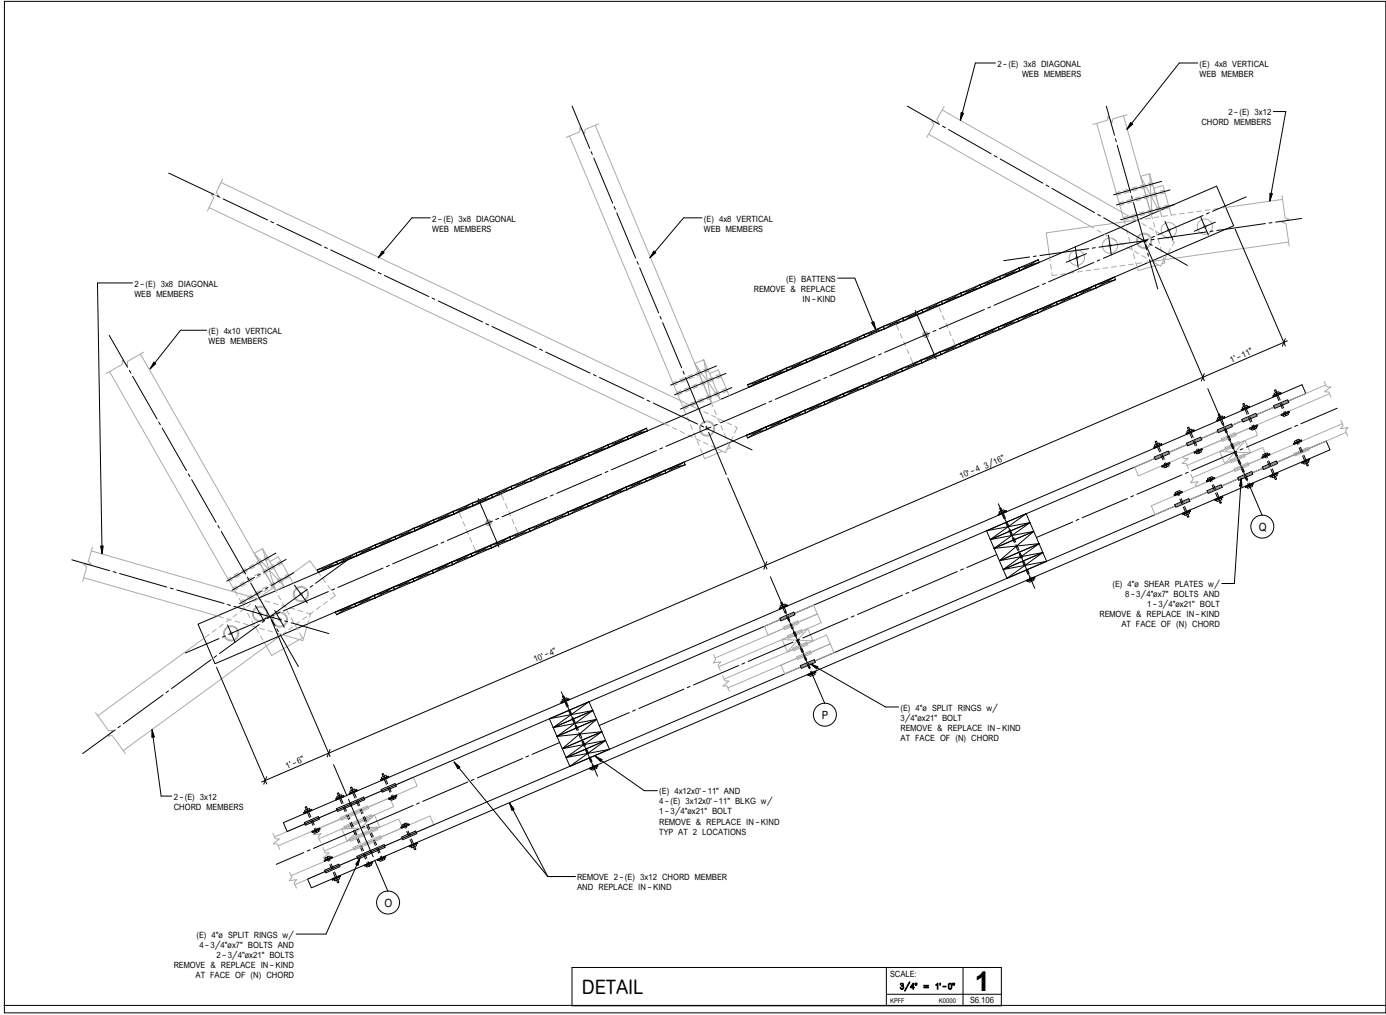 2-(E) 3x8 DIAGONAL
WEB MEMBERS
(E) 4x8 VERTICAL
WEB MEMBER
2-(E) 3x12
CHORD MEMBERS
2-(E) 3x8 DIAGONAL
WEB MEMBERS
(E) 4x8 VERTICAL
WEB MEMBERS
2-(E) 3x8 DIAGONAL
WEB MEMBERS
(E) BATTENS
REMOVE & REPLACE
IN-KIND
(E) 4x10 VERTICAL
WEB MEMBERS
1'-11"
10'-4 3/16"
10'-4"
1'-6"
Q
(E) 4"ø SHEAR PLATES w/
8-3/4"øx7" BOLTS AND
1-3/4"øx21" BOLT
REMOVE & REPLACE IN-KIND
AT FACE OF (N) CHORD
P
(E) 4"ø SPLIT RINGS w/
3/4"øx21" BOLT
REMOVE & REPLACE IN-KIND
AT FACE OF (N) CHORD
2-(E) 3x12
CHORD MEMBERS
(E) 4x12x0'-11" AND
4-(E) 3x12x0'-11" BLKG w/
1-3/4"øx21" BOLT
REMOVE & REPLACE IN-KIND
TYP AT 2 LOCATIONS
REMOVE 2-(E) 3x12 CHORD MEMBER
AND REPLACE IN-KIND
O
(E) 4"ø SPLIT RINGS w/
4-3/4"øx7" BOLTS AND
2-3/4"øx21" BOLTS
REMOVE & REPLACE IN-KIND
AT FACE OF (N) CHORD
DETAIL
SCALE:
3/4" = 1'-0"
1
KPFF K0000 S6.106